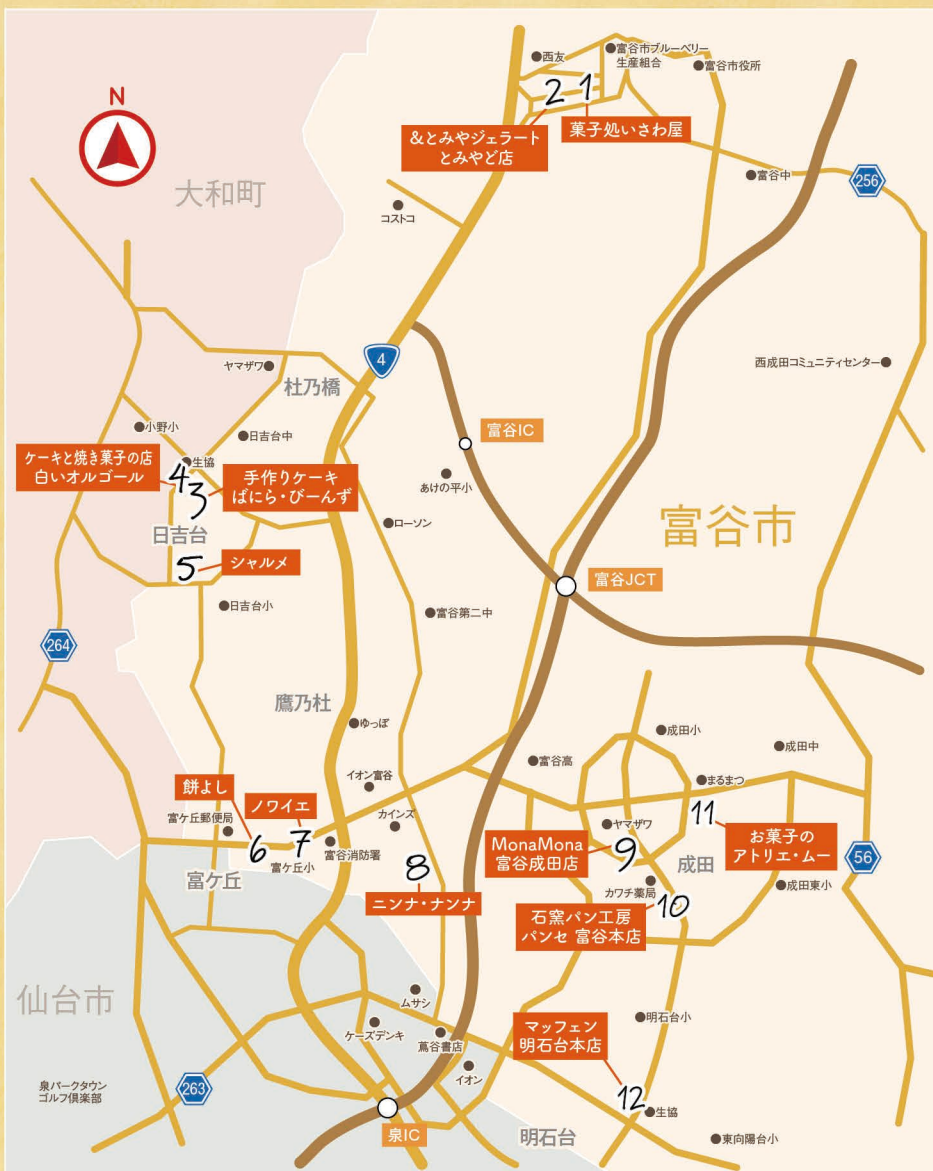 N
大和町
西友
富谷市ブルーベリー
生産組合
富谷市役所
2
1
&とみやジェラート
とみやど店
菓子処いさわ屋
富谷中
256
コストコ
4
ヤマザワ
杜乃橋
西成田コミュニティセンター
小野小
日吉台中
富谷IC
ケーキと焼き菓子の店
白いオルゴール
生協
4
3
手作りケーキ
ばにら・びーんず
あけの平小
ローソン
富谷市
日吉台
5
シャルメ
富谷JCT
日吉台小
富谷第二中
264
鷹乃杜
ゆっぽ
成田小
成田中
富谷高
イオン富谷
まるまつ
餅よし
ノワイエ
富ケ丘郵便局
カインズ
6
7
富ケ丘小
富谷消防署
富ケ丘
8
ニンナ・ナンナ
MonaMona
富谷成田店
ヤマザワ
9
11
お菓子の
アトリエ・ムー
成田
56
カワチ薬局
成田東小
10
石窯パン工房
パンセ 富谷本店
仙台市
ムサシ
ケーズデンキ
蔦谷書店
イオン
マッフェン
明石台本店
明石台小
泉パークタウン
ゴルフ倶楽部
263
12
生協
泉IC
明石台
東向陽台小